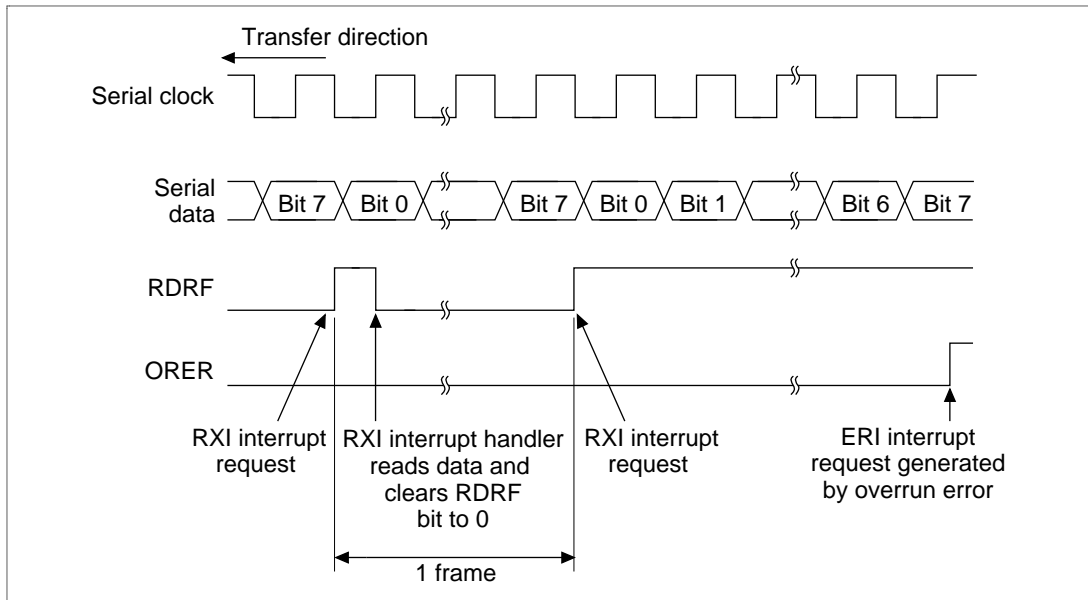 Transfer direction
Serial clock
Serial data
Bit 7 Bit 0 Bit 7 Bit 0 Bit 1 Bit 6 Bit 7
RDRF
ORER
RXI interrupt
request
RXI interrupt handler
reads data and
clears RDRF
bit to 0
RXI interrupt
request
ERI interrupt
request generated
by overrun error
1 frame